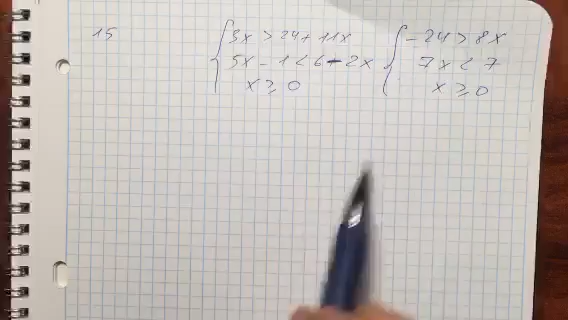 15
3x > 24 + 11x
5x - 1 < 6 - 2x
x ≥ 0
-24 > 8x
7x < 7
x ≥ 0